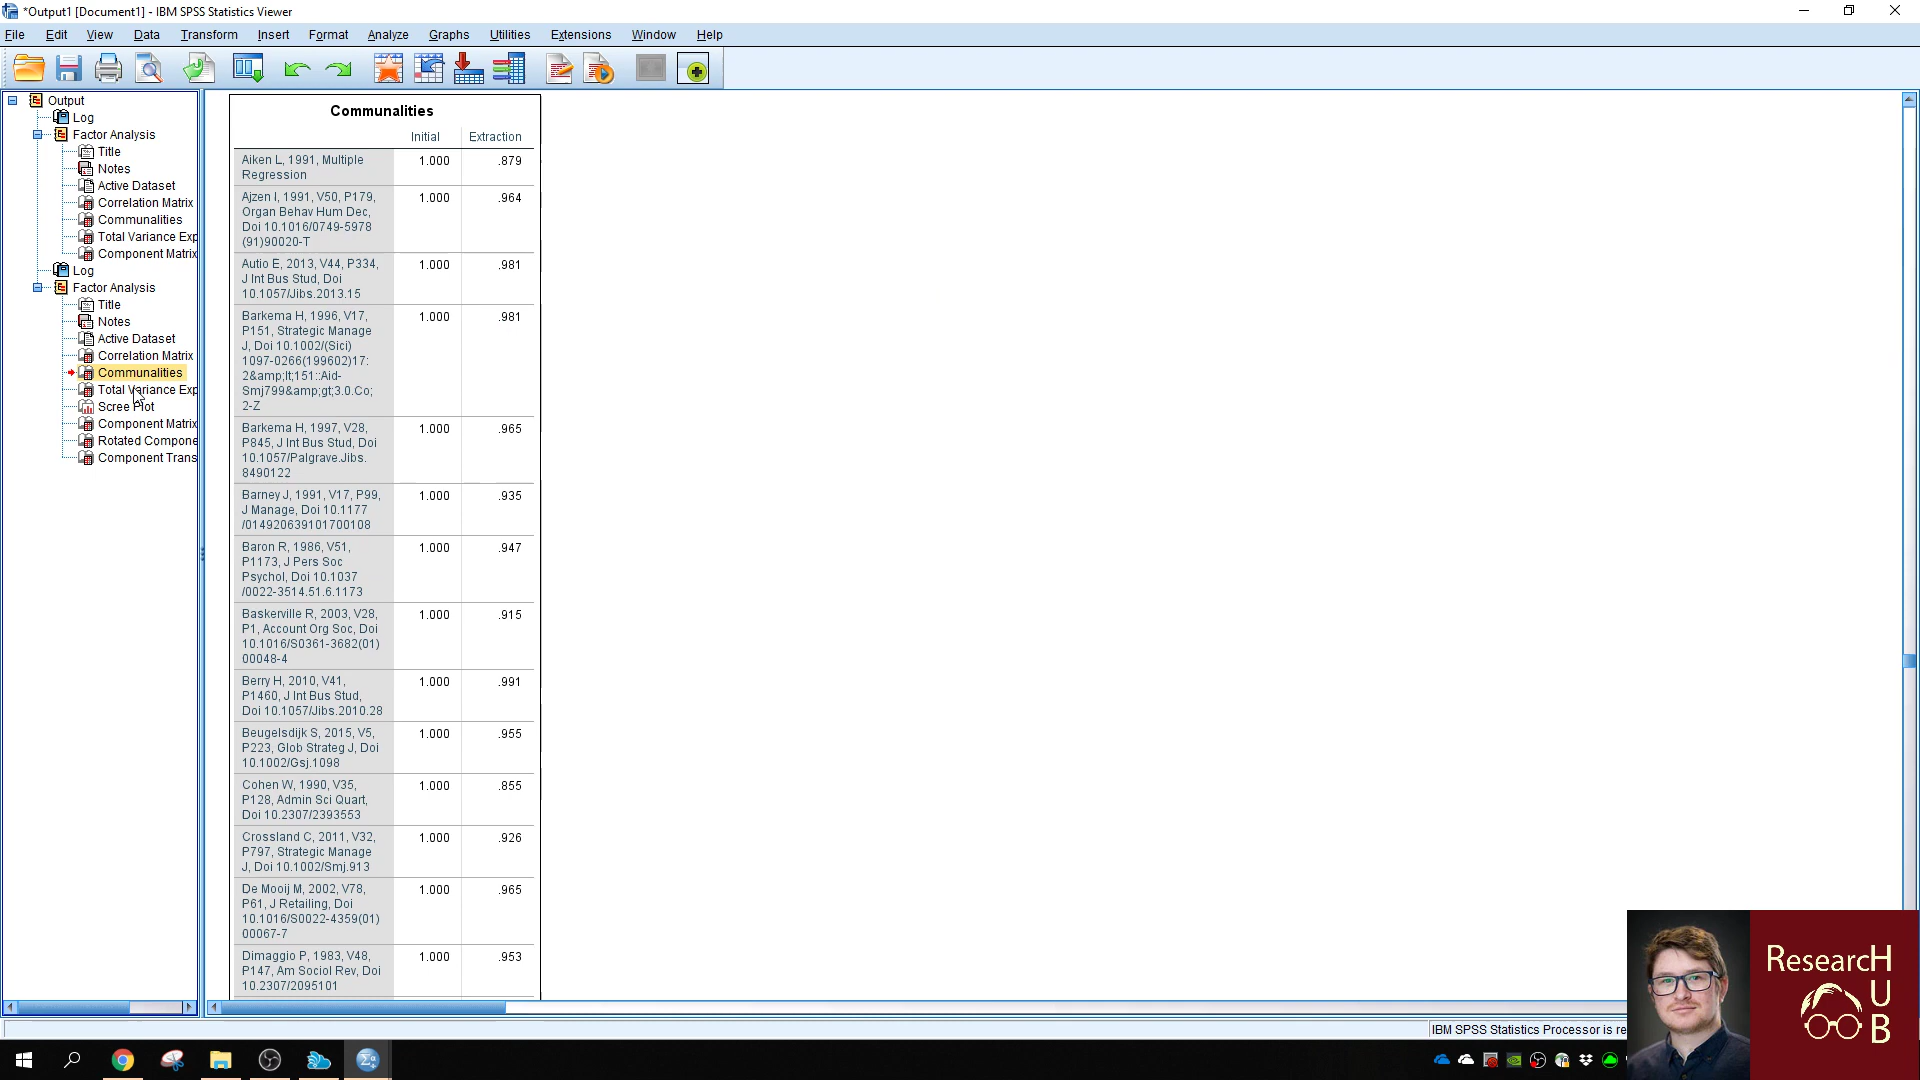 *Output1 [Document1] - IBM SPSS Statistics Viewer
File Edit View Data Transform Insert Format Analyze Graphs Utilities Extensions Window Help
Output
Log
Factor Analysis
Title
Notes
Active Dataset
Correlation Matrix
Communalities
Total Variance Exp
Component Matrix
Log
Factor Analysis
Title
Notes
Active Dataset
Correlation Matrix
Communalities
Total Variance Exp
Scree Plot
Component Matrix
Rotated Compone
Component Trans
Communalities
Initial Extraction
Aiken L, 1991, Multiple 1.000 .879
Regression
Ajzen I, 1991, V50, P179, 1.000 .964
Organ Behav Hum Dec,
Doi 10.1016/0749-5978
(91)90020-T
Autio E, 2013, V44, P334, 1.000 .981
J Int Bus Stud, Doi
10.1057/Jibs.2013.15
Barkema H, 1996, V17, 1.000 .981
P151, Strategic Manage
J, Doi 10.1002/(Sici)
1097-0266(199602)17:
2&amp;lt;151::Aid-
Smj799&amp;gt;3.0.Co;
2-Z
Barkema H, 1997, V28, 1.000 .965
P845, J Int Bus Stud, Doi
10.1057/Palgrave.Jibs.
8490122
Barney J, 1991, V17, P99, 1.000 .935
J Manage, Doi 10.1177
/014920639101700108
Baron R, 1986, V51, 1.000 .947
P1173, J Pers Soc
Psychol, Doi 10.1037
/0022-3514.51.6.1173
Baskerville R, 2003, V28, 1.000 .915
P1, Account Org Soc, Doi
10.1016/S0361-3682(01)
00048-4
Berry H, 2010, V41, 1.000 .991
P1460, J Int Bus Stud,
Doi 10.1057/Jibs.2010.28
Beugelsdijk S, 2015, V5, 1.000 .955
P223, Glob Strateg J, Doi
10.1002/Gsj.1098
Cohen W, 1990, V35, 1.000 .855
P128, Admin Sci Quart,
Doi 10.2307/2393553
Crossland C, 2011, V32, 1.000 .926
P797, Strategic Manage
J, Doi 10.1002/Smj.913
De Mooij M, 2002, V78, 1.000 .965
P61, J Retailing, Doi
10.1016/S0022-4359(01)
00067-7
Dimaggio P, 1983, V48, 1.000 .953
P147, Am Sociol Rev, Doi
10.2307/2095101
IBM SPSS Statistics Processor is re
ResearcH
U
B